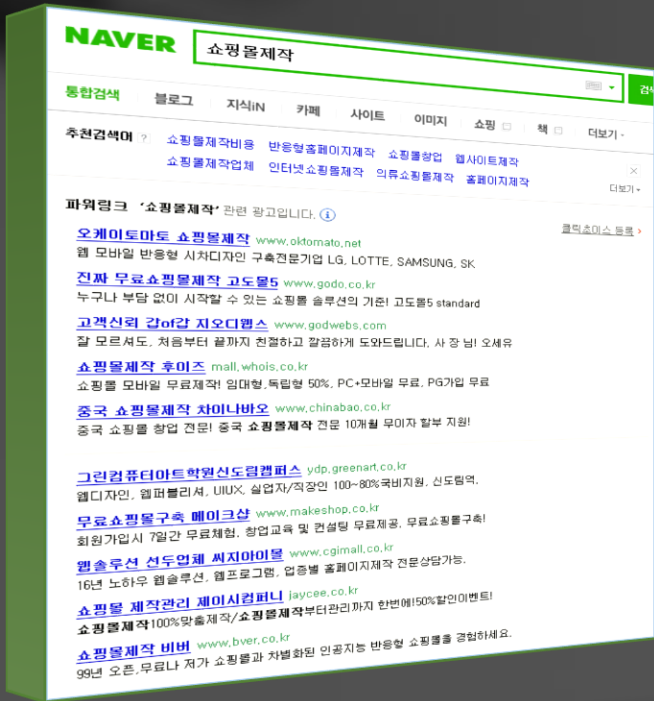 NAVER 쇼핑몰제작 검색
통합검색 블로그 지식iN 카페 사이트 이미지 쇼핑 책 더보기
추천검색어 ? 쇼핑몰제작비용 반응형홈페이지제작 쇼핑몰창업 웹사이트제작
쇼핑몰제작업체 인터넷쇼핑몰제작 의류쇼핑몰제작 홈페이지제작 더보기
파워링크 '쇼핑몰제작' 관련 광고입니다. 클릭초이스 등록 >
오케이토마토 쇼핑몰제작 www.oktomato.net
웹 모바일 반응형 시차디자인 구축전문기업 LG, LOTTE, SAMSUNG, SK
진짜 무료쇼핑몰제작 고도몰5 www.godo.co.kr
누구나 부담 없이 시작할 수 있는 쇼핑몰 솔루션의 기준! 고도몰5 standard
고객신뢰 갑of갑 지오디웹스 www.godwebs.com
잘 모르셔도, 처음부터 끝까지 친절하고 깔끔하게 도와드립니다, 사 장 님! 오세유
쇼핑몰제작 후이즈 mall.whois.co.kr
쇼핑몰 모바일 무료제작! 임대형,독립형 50%, PC+모바일 무료, PG가입 무료
중국 쇼핑몰제작 차이나바오 www.chinabao.co.kr
중국 쇼핑몰 창업 전문! 중국 쇼핑몰제작 전문 10개월 무이자 할부 지원!
그린컴퓨터아트학원신도림캠퍼스 ydp.greenart.co.kr
웹디자인, 웹퍼블리셔, UIUX, 실업자/직장인 100~80%국비지원, 신도림역.
무료쇼핑몰구축 메이크샵 www.makeshop.co.kr
회원가입시 7일간 무료체험, 창업교육 및 컨설팅 무료제공, 무료쇼핑몰구축!
웹솔루션 선두업체 씨지아이몰 www.cgimall.co.kr
16년 노하우 웹솔루션, 웹프로그램, 업종별 홈페이지제작 전문상담가능.
쇼핑몰 제작관리 제이시컴퍼니 jaycee.co.kr
쇼핑몰제작100%맞춤제작/쇼핑몰제작부터관리까지 한번에!50%할인이벤트!
쇼핑몰제작 비버 www.bver.co.kr
99년 오픈,무료나 저가 쇼핑몰과 차별화된 인공지능 반응형 쇼핑몰을 경험하세요.